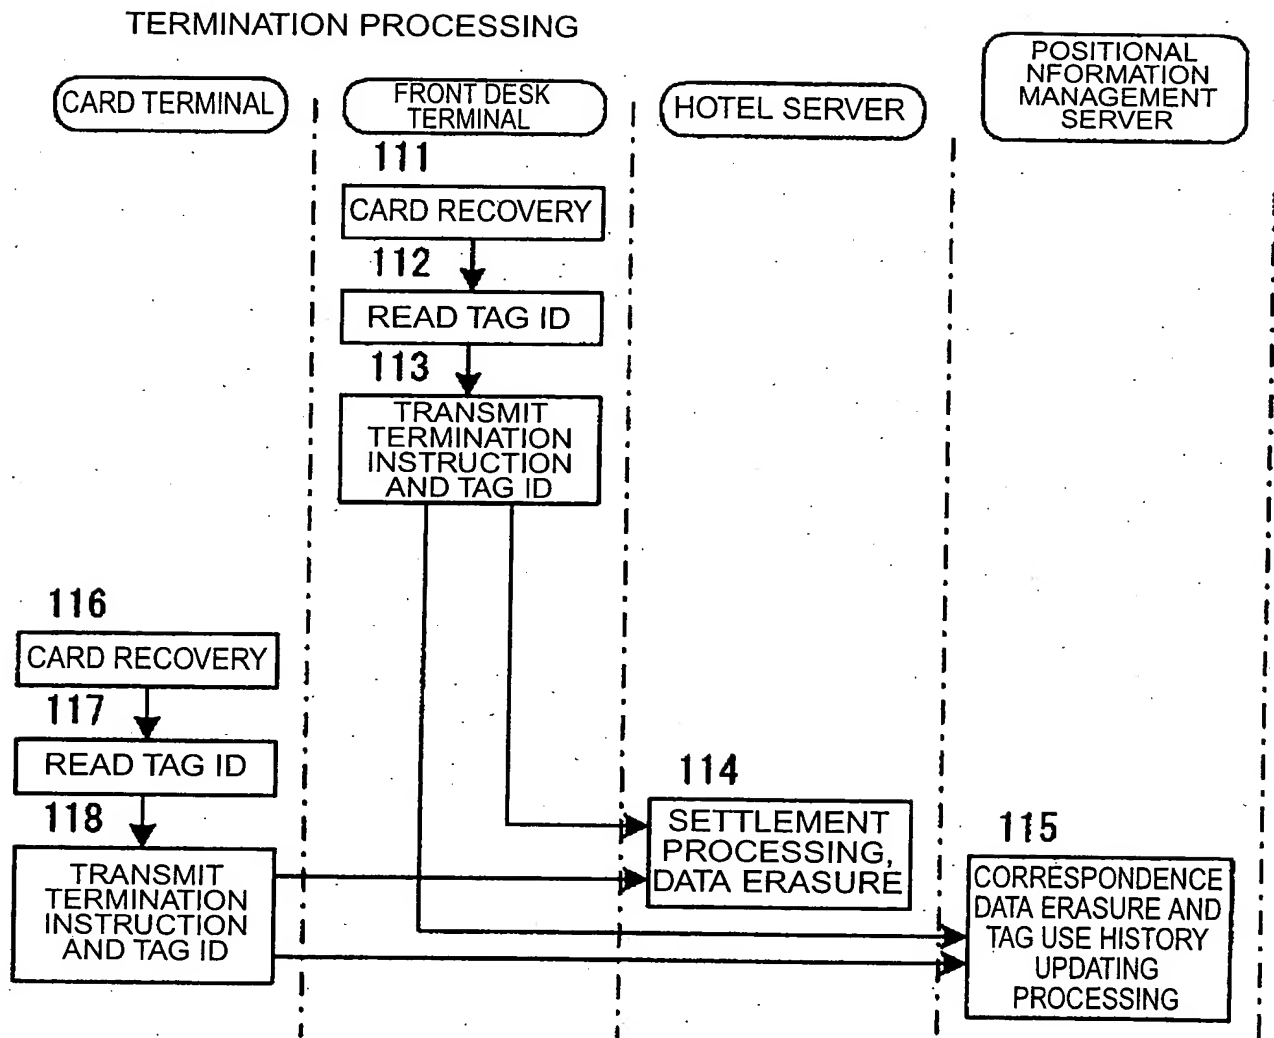 TERMINATION PROCESSING
CARD TERMINAL
FRONT DESK
TERMINAL
HOTEL SERVER
POSITIONAL
NFORMATION
MANAGEMENT
SERVER
111
CARD RECOVERY
112
READ TAG ID
113
TRANSMIT
TERMINATION
INSTRUCTION
AND TAG ID
116
CARD RECOVERY
117
READ TAG ID
118
TRANSMIT
TERMINATION
INSTRUCTION
AND TAG ID
114
SETTLEMENT
PROCESSING,
DATA ERASURE
115
CORRESPONDENCE
DATA ERASURE AND
TAG USE HISTORY
UPDATING
PROCESSING